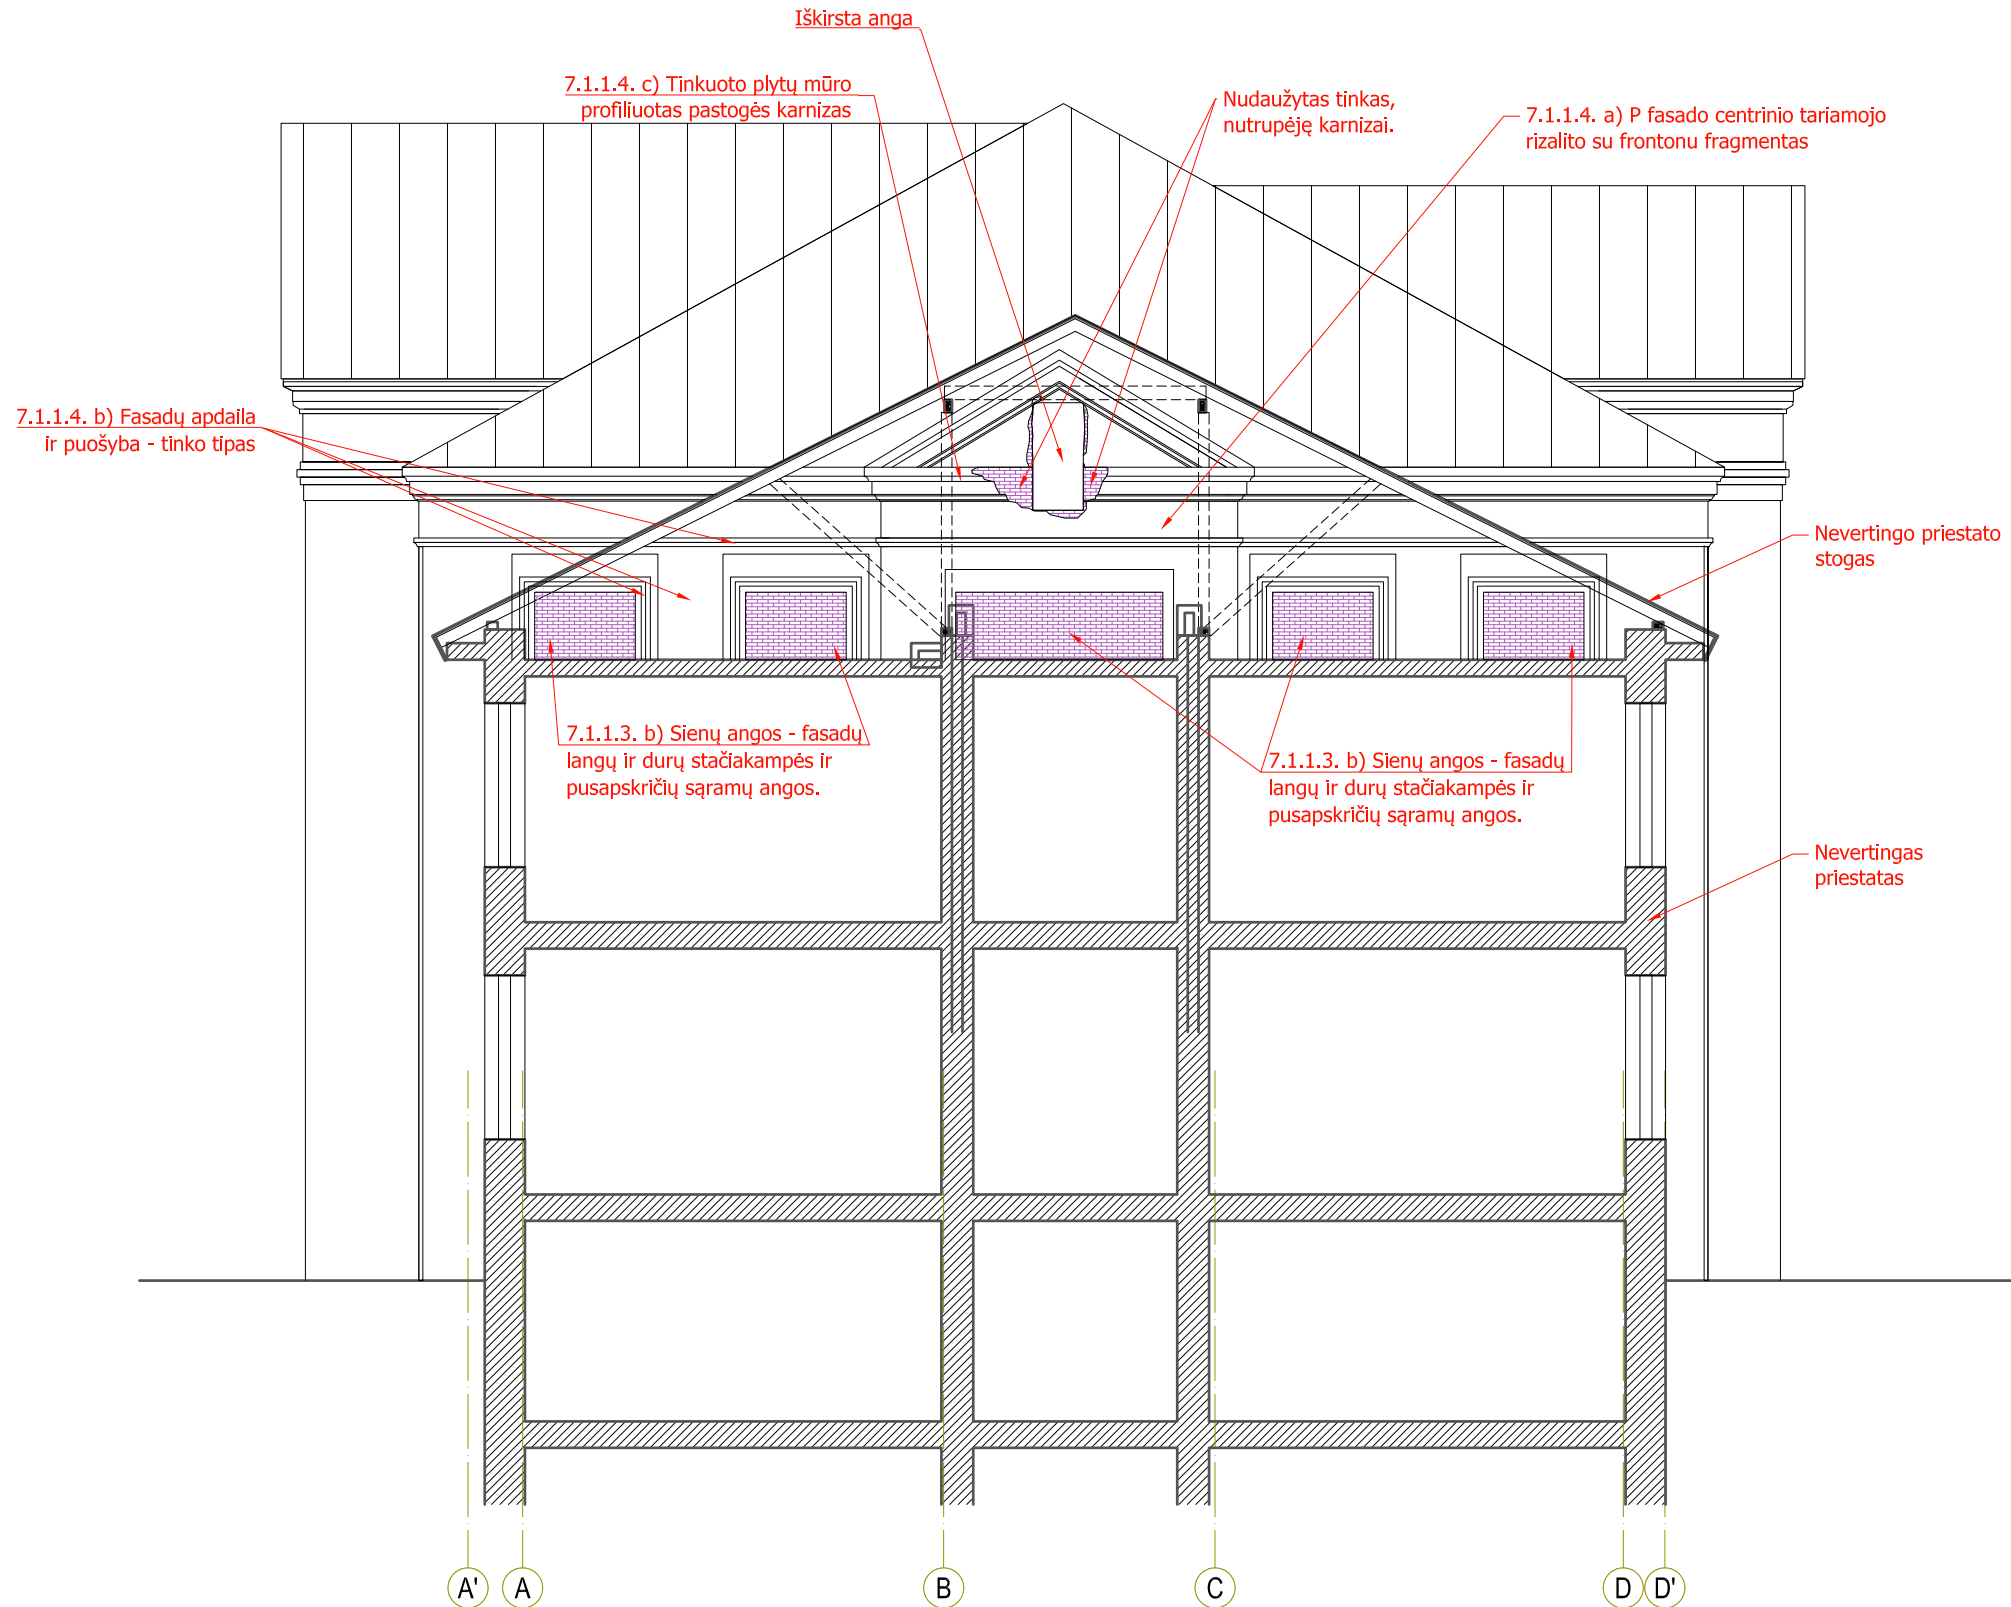 Iškirsta anga
7.1.1.4. c) Tinkuoto plytų mūro
profiliuotas pastogės karnizas
Nudaužytas tinkas,
nutrupėję karnizai.
7.1.1.4. a) P fasado centrinio tariamojo
rizalito su frontonu fragmentas
7.1.1.4. b) Fasadų apdaila
ir puošyba - tinko tipas
Nevertingo priestato
stogas
7.1.1.3. b) Sienų angos - fasadų
langų ir durų stačiakampės ir
pusapskričių sąramų angos.
7.1.1.3. b) Sienų angos - fasadų
langų ir durų stačiakampės ir
pusapskričių sąramų angos.
Nevertingas
priestatas
A' A B C D D'